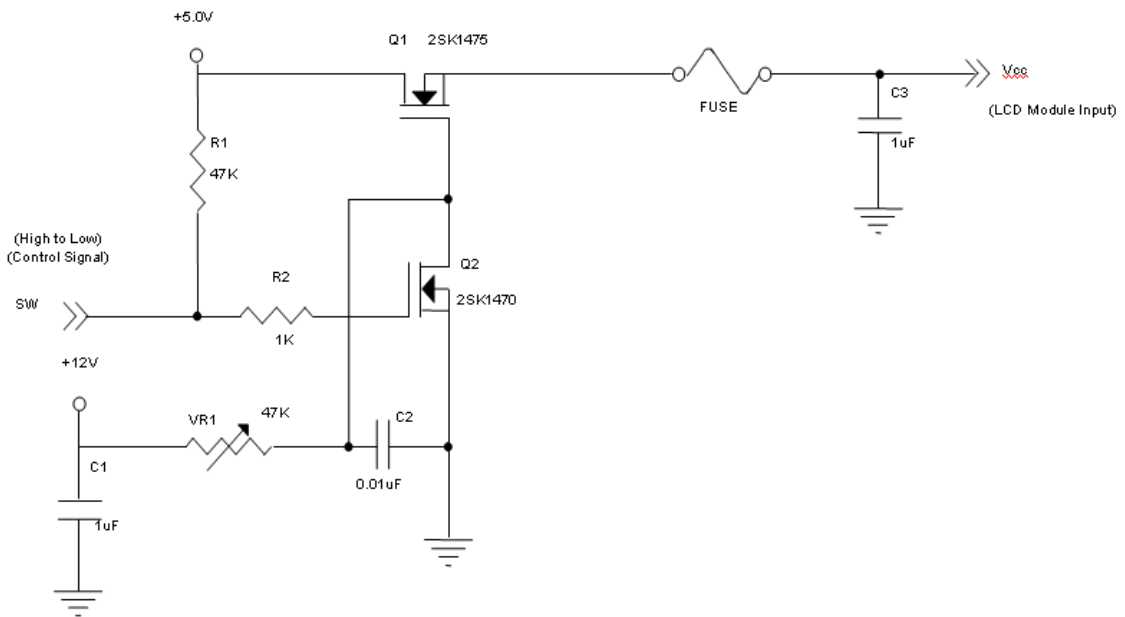 +5.0V
Q1 2SK1475
Vcc
C3
FUSE
(LCD Module Input)
R1
1uF
47K
(High to Low)
(Control Signal)
Q2
R2
SW
2SK1470
1K
+12V
47K
VR1
C2
C1
0.01uF
1uF